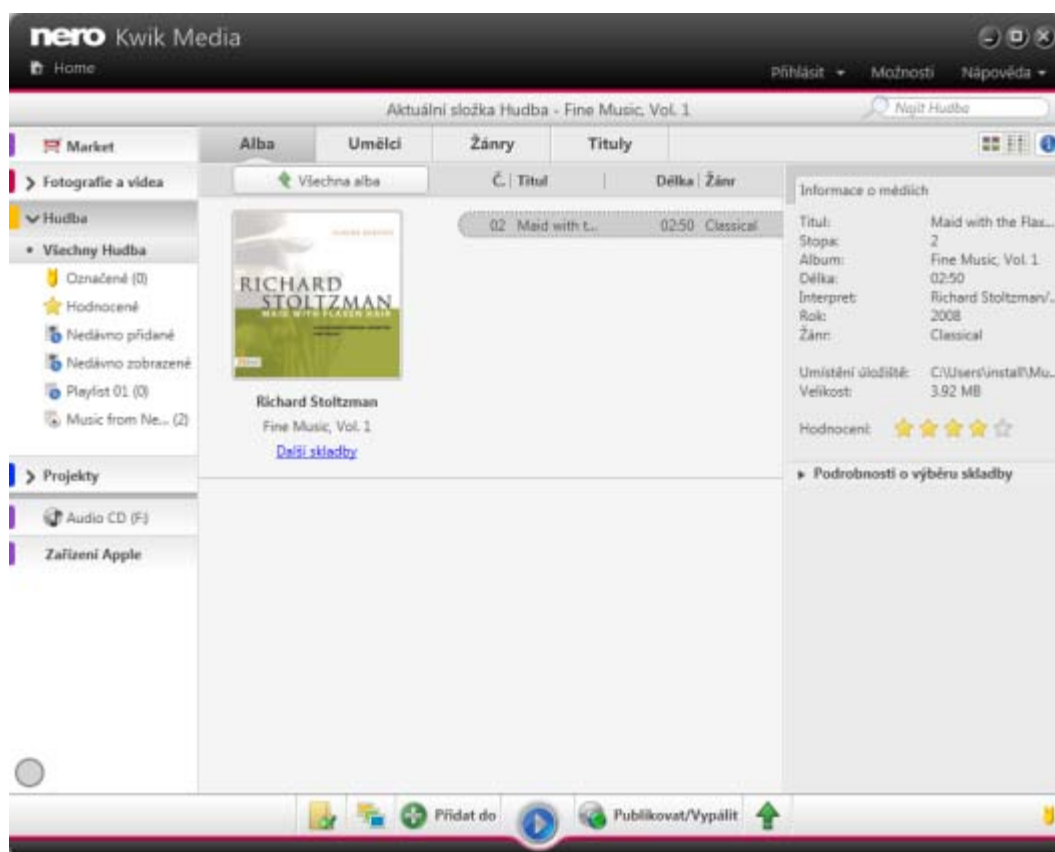 nero Kwik Media
Home
Přihlásit Možnosti Nápověda
Aktuální složka Hudba - Fine Music, Vol. 1
Najít Hudba
Market
Alba Umělci Žánry Tituly
Fotografie a videa
Všechna alba
Č. Titul Délka Žánr
Informace o médiích
Hudba
02 Maid with t... 02:50 Classical
Titul: Maid with the Flax...
Stopa: 2
Album: Fine Music, Vol. 1
Délka: 02:50
Interpret: Richard Stoltzman/...
Rok: 2008
Žánr: Classical
Umístění úložiště: C:\Users\install\Mu...
Velikost: 3.92 MB
Hodnocení:
Podrobnosti o výběru skladby
Všechny Hudba
Označené (0)
Hodnocené
Nedávno přidané
Nedávno zobrazené
Playlist 01 (0)
Music from Ne... (2)
RICHARD
STOLTZMAN
MAID WITH FLAXEN HAIR
Richard Stoltzman
Fine Music, Vol. 1
Další skladby
Projekty
Audio CD (F:)
Zařízení Apple
Přidat do
Publikovat/Vypálit